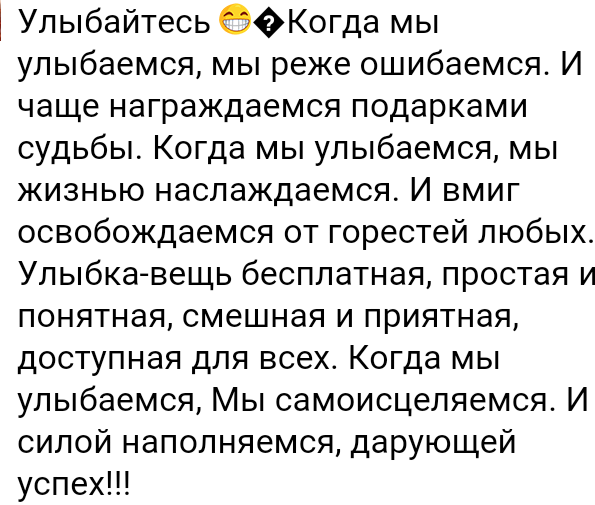 Улыбайтесь 😁�Когда мы
улыбаемся, мы реже ошибаемся. И
чаще награждаемся подарками
судьбы. Когда мы улыбаемся, мы
жизнью наслаждаемся. И вмиг
освобождаемся от горестей любых.
Улыбка-вещь бесплатная, простая и
понятная, смешная и приятная,
доступная для всех. Когда мы
улыбаемся, Мы самоисцеляемся. И
силой наполняемся, дарующей
успех!!!